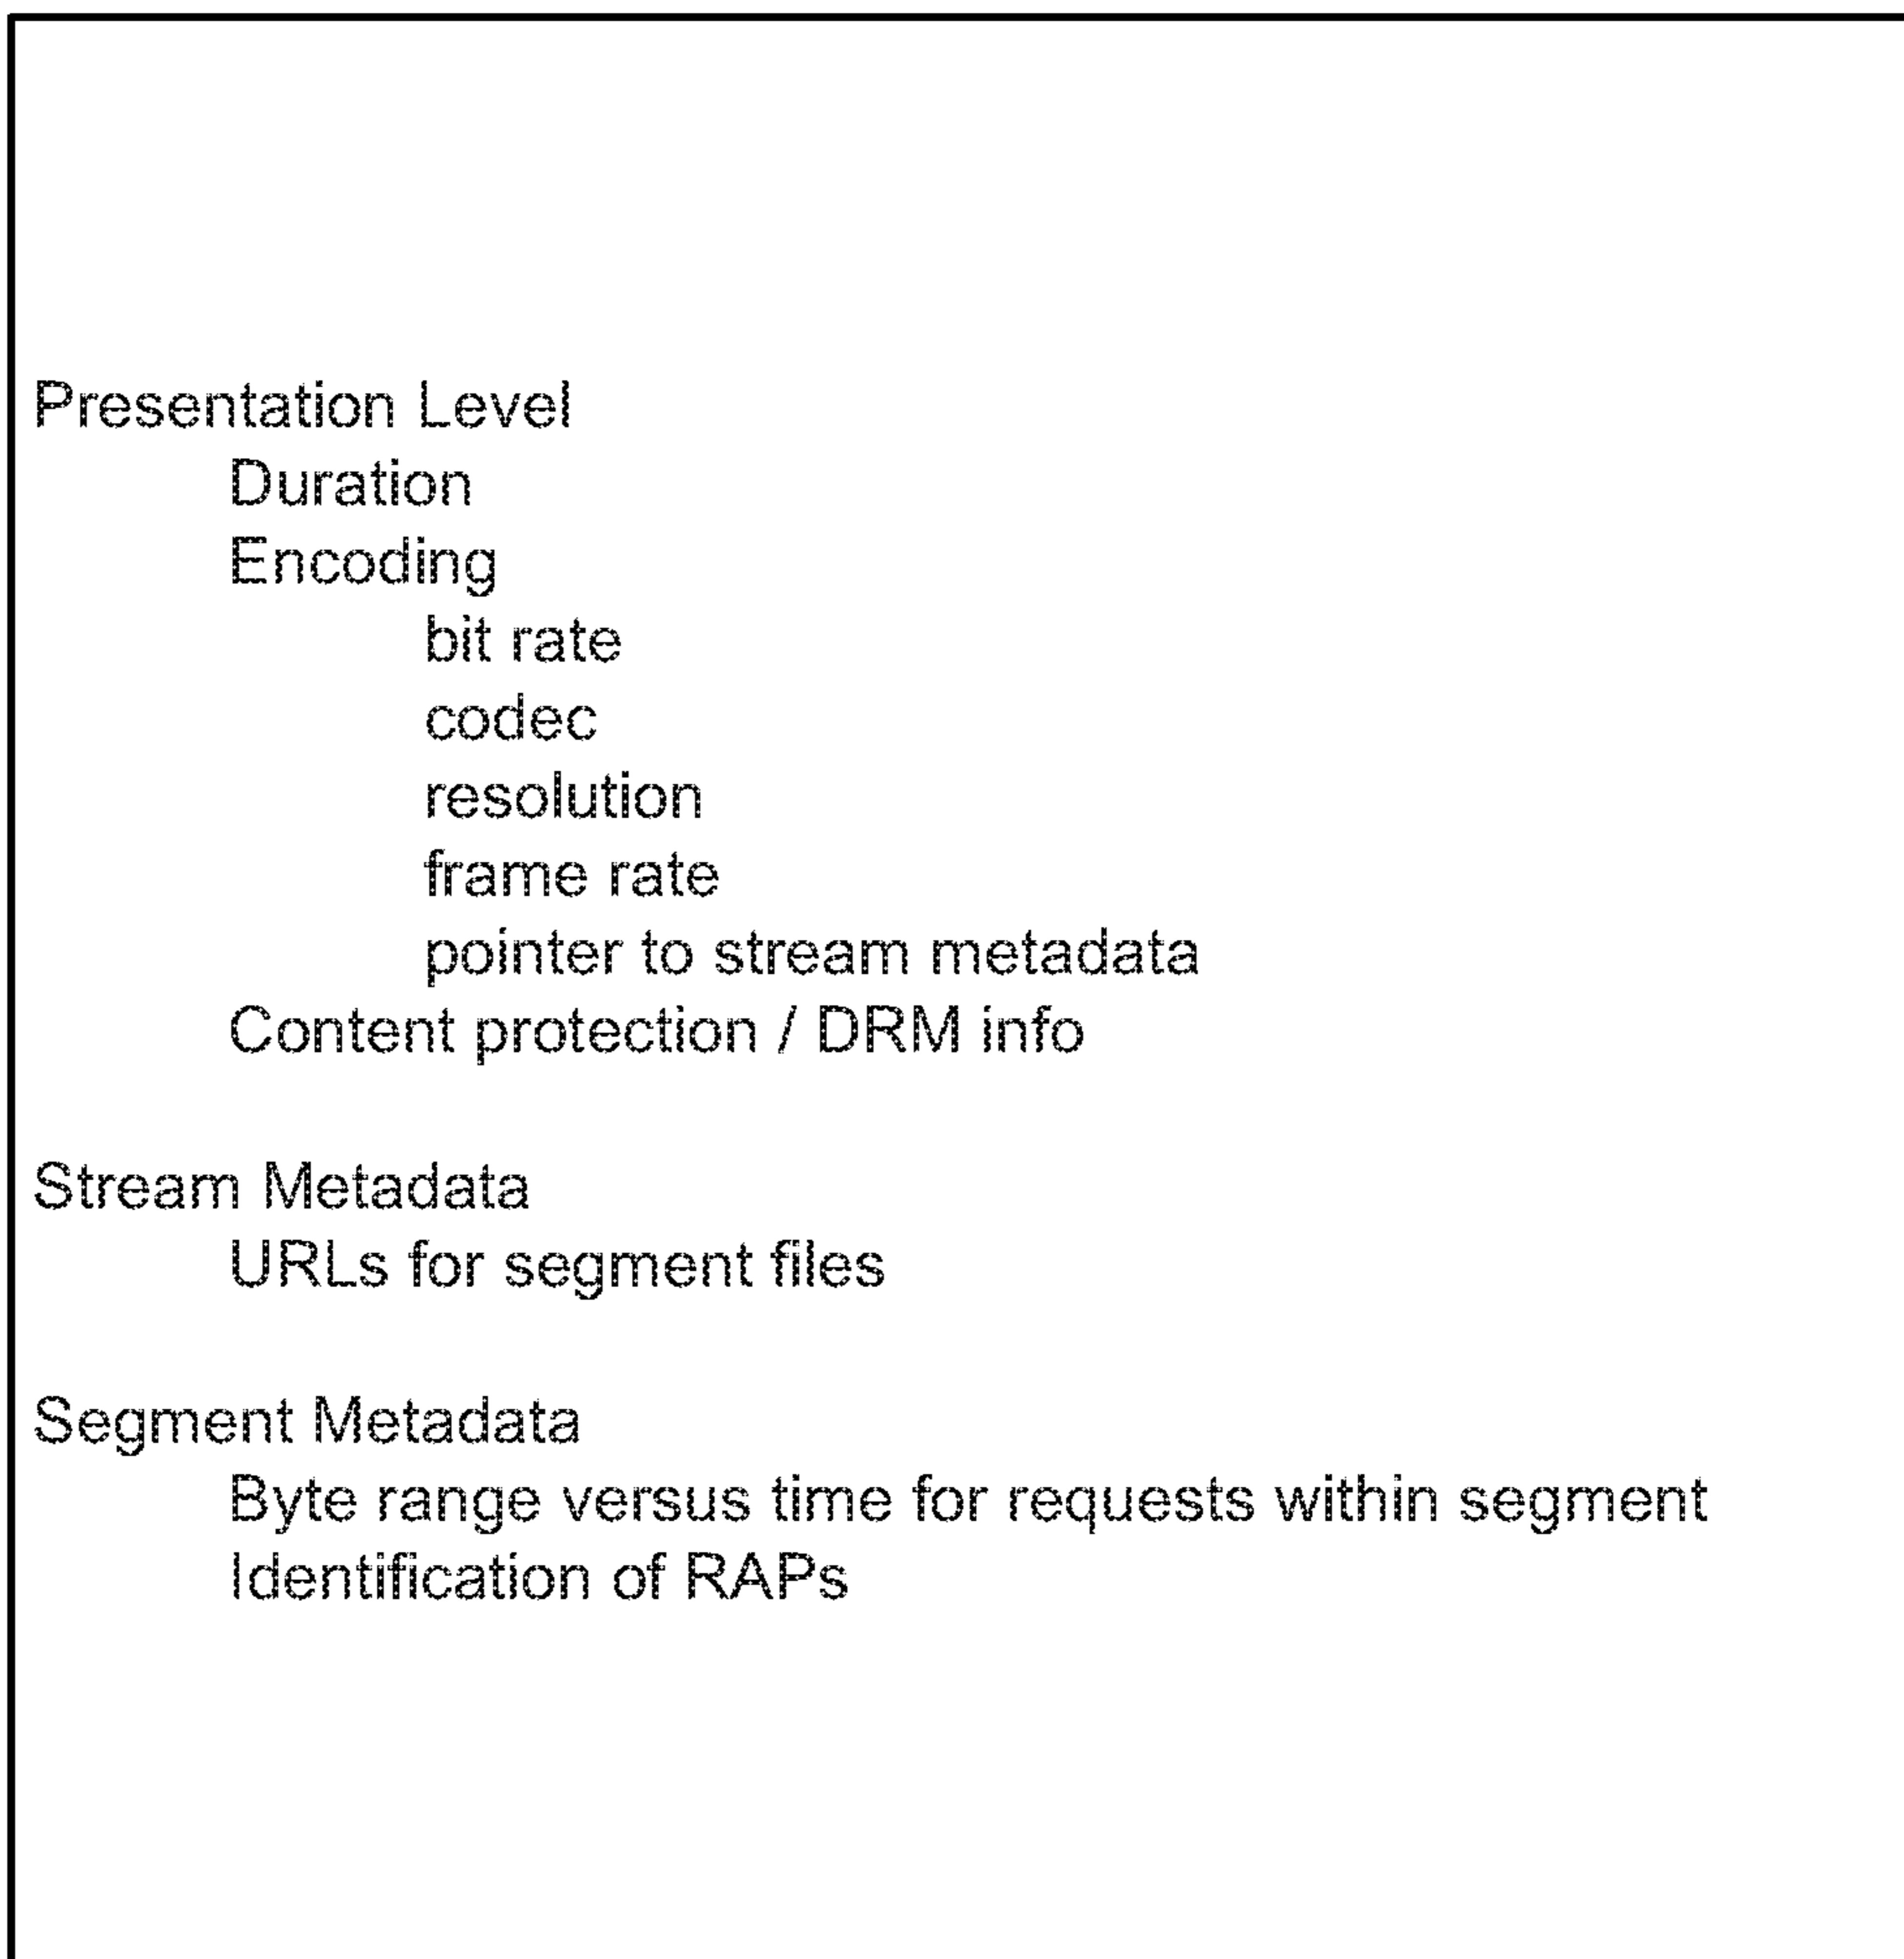 Presentation Level
Duration
Encoding
bit rate
codec
resolution
frame rate
pointer to stream metadata
Content protection / DRM info
Stream Metadata
URLs for segment files
Segment Metadata
Byte range versus time for requests within segment
Identification of RAPs